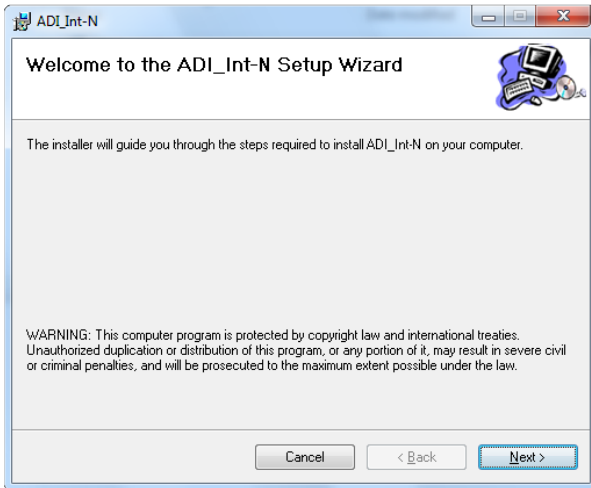 ADI_Int-N
Welcome to the ADI_Int-N Setup Wizard
The installer will guide you through the steps required to install ADI_Int-N on your computer.
WARNING: This computer program is protected by copyright law and international treaties.
Unauthorized duplication or distribution of this program, or any portion of it, may result in severe civil
or criminal penalties, and will be prosecuted to the maximum extent possible under the law.
Cancel
< Back
Next >